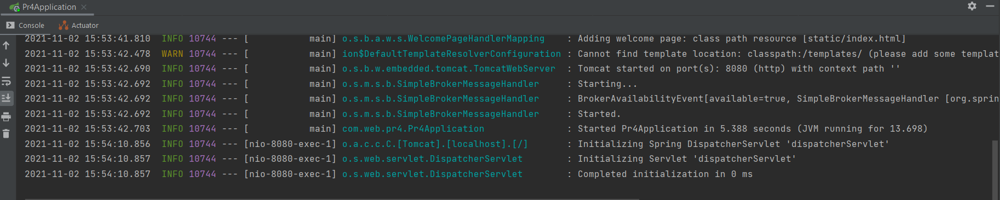 Pr4Application
Console Actuator
2021-11-02 15:53:41.810  INFO 10744 --- [           main] o.s.b.a.w.s.WelcomePageHandlerMapping    : Adding welcome page: class path resource [static/index.html]
2021-11-02 15:53:42.478  WARN 10744 --- [           main] ion$DefaultTemplateResolverConfiguration : Cannot find template location: classpath:/templates/ (please add some templat
2021-11-02 15:53:42.690  INFO 10744 --- [           main] o.s.b.w.embedded.tomcat.TomcatWebServer  : Tomcat started on port(s): 8080 (http) with context path ''
2021-11-02 15:53:42.692  INFO 10744 --- [           main] o.s.m.s.b.SimpleBrokerMessageHandler     : Starting...
2021-11-02 15:53:42.692  INFO 10744 --- [           main] o.s.m.s.b.SimpleBrokerMessageHandler     : BrokerAvailabilityEvent[available=true, SimpleBrokerMessageHandler [org.sprin
2021-11-02 15:53:42.692  INFO 10744 --- [           main] o.s.m.s.b.SimpleBrokerMessageHandler     : Started.
2021-11-02 15:53:42.703  INFO 10744 --- [           main] com.web.pr4.Pr4Application               : Started Pr4Application in 5.388 seconds (JVM running for 13.698)
2021-11-02 15:54:10.856  INFO 10744 --- [nio-8080-exec-1] o.a.c.c.C.[Tomcat].[localhost].[/]       : Initializing Spring DispatcherServlet 'dispatcherServlet'
2021-11-02 15:54:10.857  INFO 10744 --- [nio-8080-exec-1] o.s.web.servlet.DispatcherServlet        : Initializing Servlet 'dispatcherServlet'
2021-11-02 15:54:10.857  INFO 10744 --- [nio-8080-exec-1] o.s.web.servlet.DispatcherServlet        : Completed initialization in 0 ms